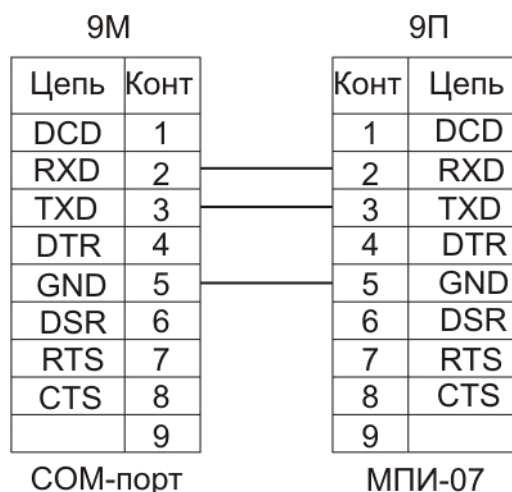 9М 9П
Цепь Конт Конт Цепь
DCD 1 1 DCD
RXD 2 2 RXD
TXD 3 3 TXD
DTR 4 4 DTR
GND 5 5 GND
DSR 6 6 DSR
RTS 7 7 RTS
CTS 8 8 CTS
9 9
СОМ-порт МПИ-07